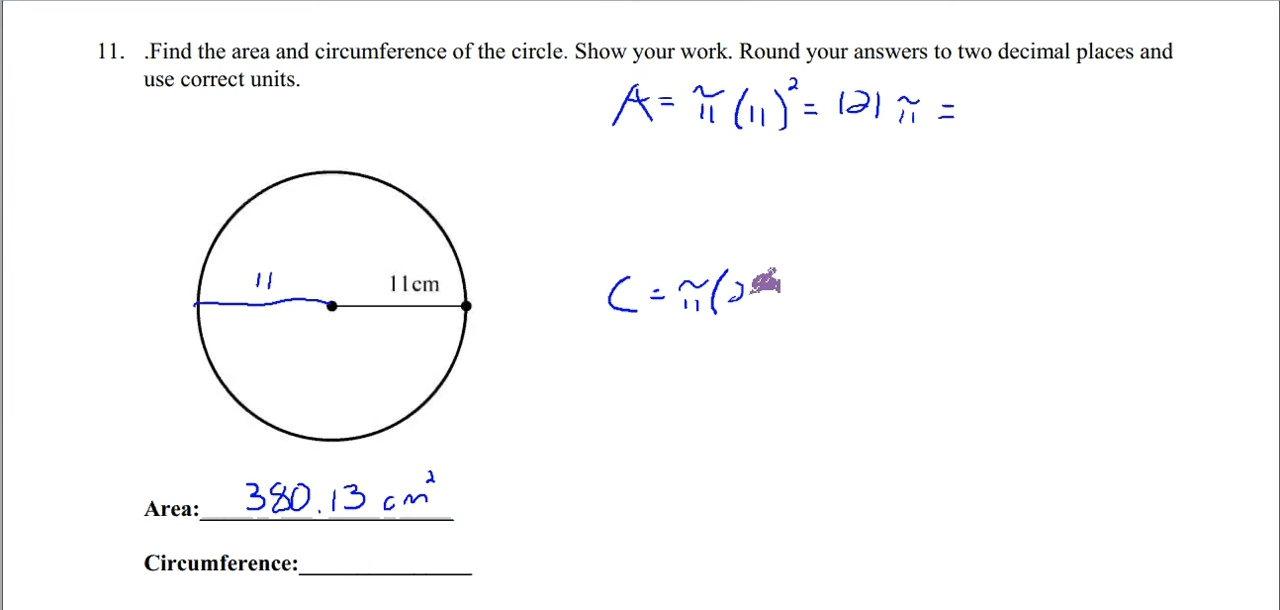 11. .Find the area and circumference of the circle. Show your work. Round your answers to two decimal places and
use correct units.
A = π (11)² = 121 π =
11
11cm
C = π(2
Area: 380.13 cm²
Circumference: